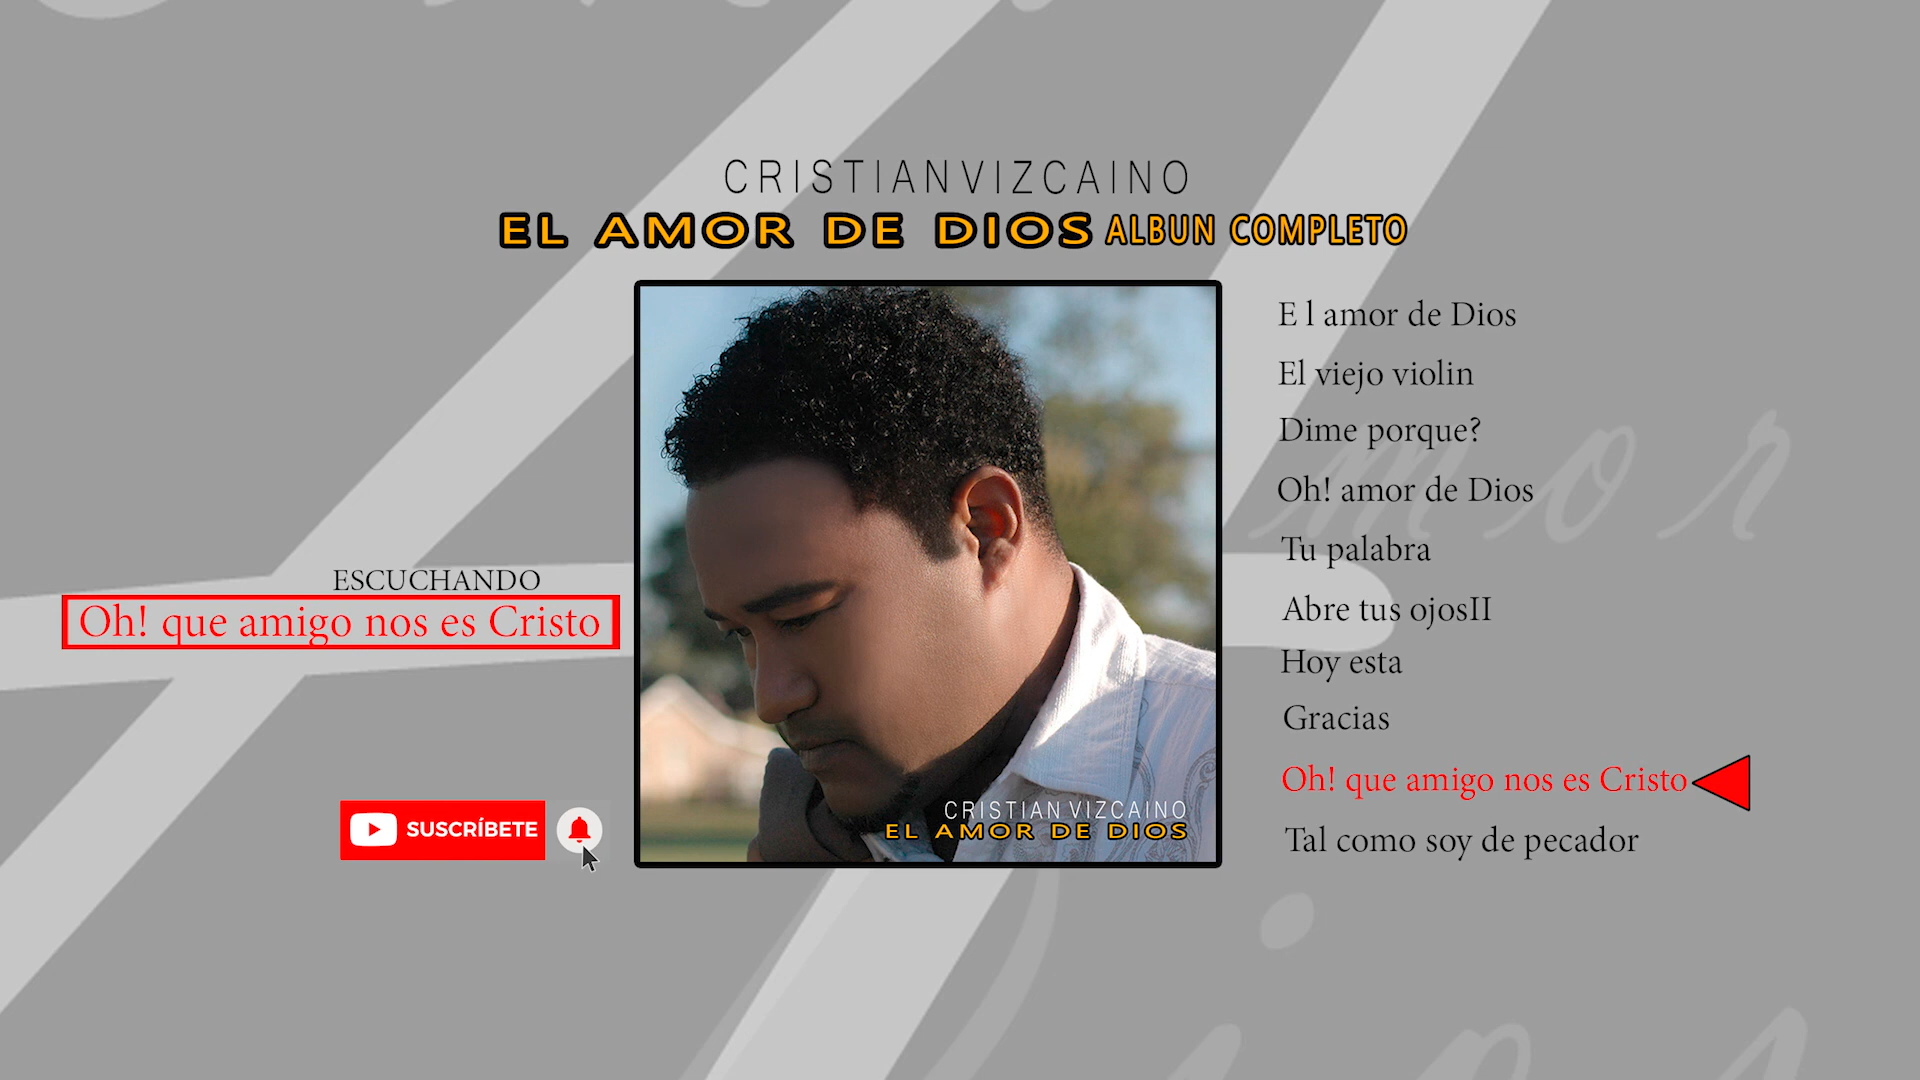 CRISTIANVIZCAINO
EL AMOR DE DIOS ALBUN COMPLETO
ESCUCHANDO
Oh! que amigo nos es Cristo
SUSCRÍBETE
CRISTIAN VIZCAINO
EL AMOR DE DIOS
E l amor de Dios
El viejo violin
Dime porque?
Oh! amor de Dios
Tu palabra
Abre tus ojosII
Hoy esta
Gracias
Oh! que amigo nos es Cristo
Tal como soy de pecador